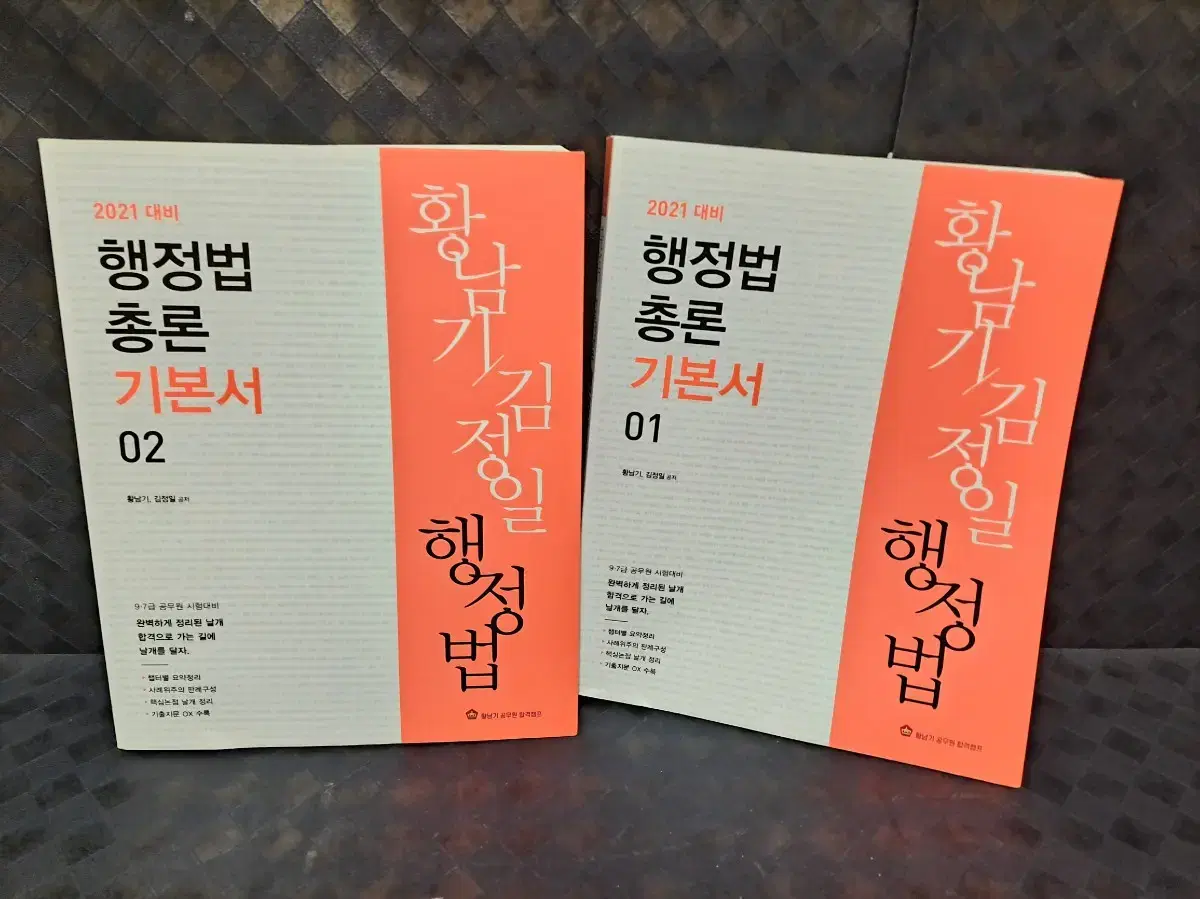 2021 대비
행정법
총론
기본서
02
황남기, 김정일 공저
9·7급 공무원 시험대비
완벽하게 정리된 날개
합격으로 가는 길에
날개를 달자.
· 챕터별 요약정리
· 사례위주의 판례구성
· 핵심논점 날개 정리
· 기출지문 OX 수록
황남기/김정일
행정법
황남기 공무원 합격캠프
2021 대비
행정법
총론
기본서
01
황남기, 김정일 공저
9·7급 공무원 시험대비
완벽하게 정리된 날개
합격으로 가는 길에
날개를 달자.
· 챕터별 요약정리
· 사례위주의 판례구성
· 핵심논점 날개 정리
· 기출지문 OX 수록
황남기/김정일
행정법
황남기 공무원 합격캠프